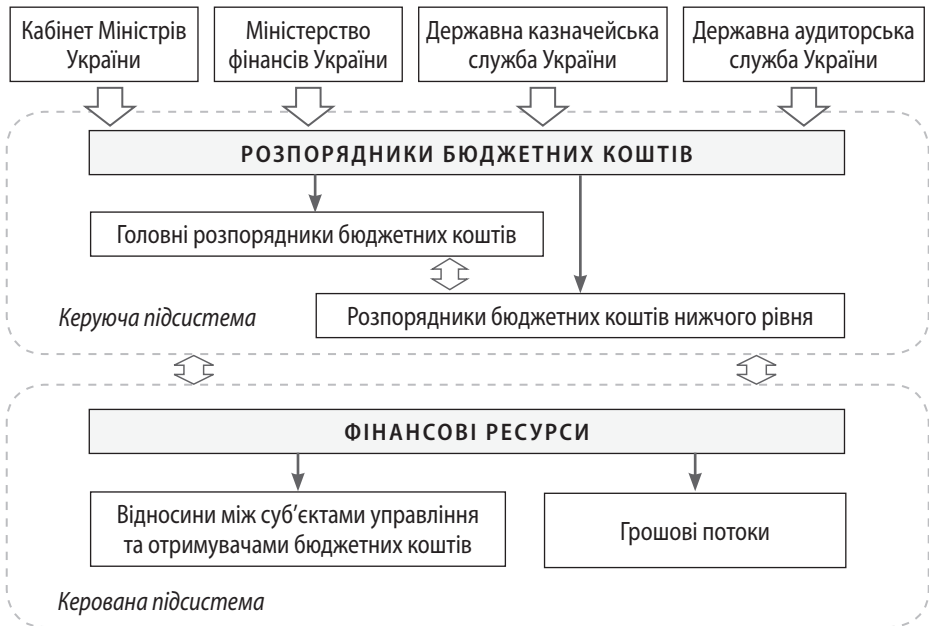 Кабінет Міністрів
України
Міністерство
фінансів України
Державна казначейська
служба України
Державна аудиторська
служба України
РОЗПОРЯДНИКИ БЮДЖЕТНИХ КОШТІВ
Головні розпорядники бюджетних коштів
Розпорядники бюджетних коштів нижчого рівня
Керуюча підсистема
ФІНАНСОВІ РЕСУРСИ
Відносини між суб’єктами управління
та отримувачами бюджетних коштів
Грошові потоки
Керована підсистема